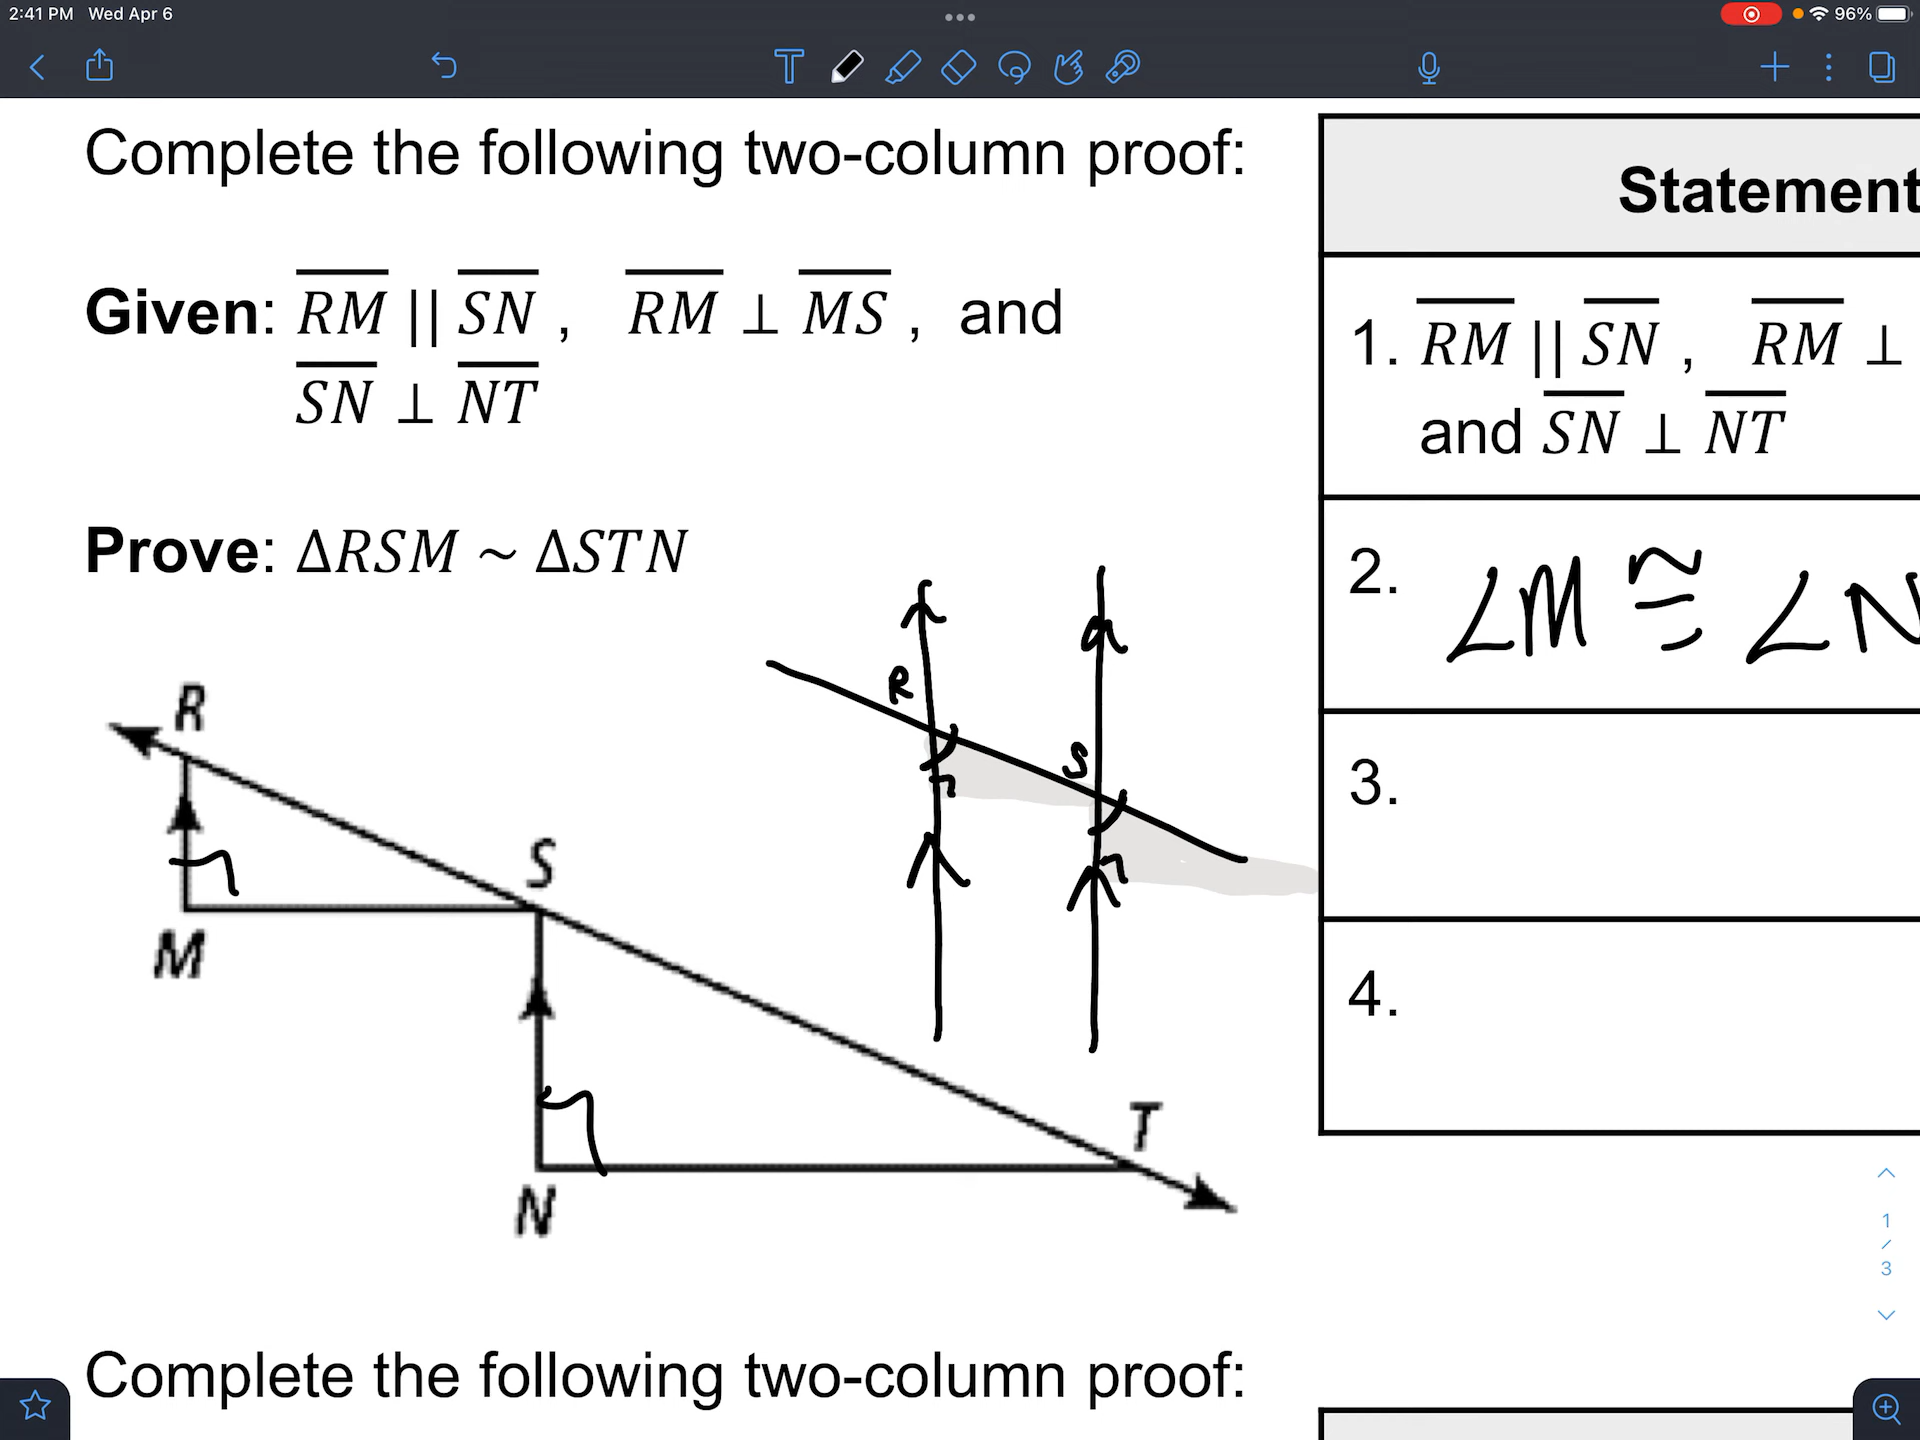 2:41 PM Wed Apr 6
96%
Complete the following two-column proof:
Given: RM || SN , RM ⊥ MS , and
SN ⊥ NT
Prove: ΔRSM ~ ΔSTN
R
S
M
N
T
R
S
Statement
1. RM || SN , RM ⊥
and SN ⊥ NT
2. ∠M ≅ ∠N
3.
4.
1
/
3
Complete the following two-column proof: